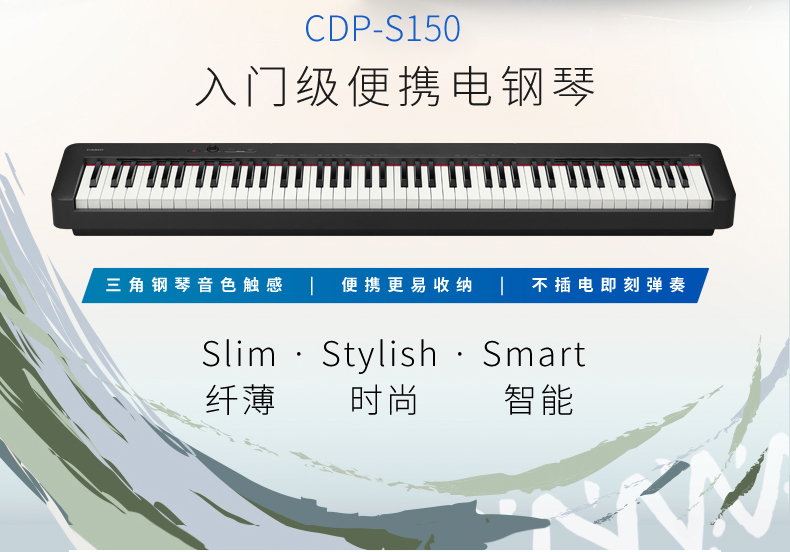 CDP-S150
入门级便携电钢琴
三角钢琴音色触感 | 便携更易收纳 | 不插电即刻弹奏
Slim · Stylish · Smart
纤薄 时尚 智能